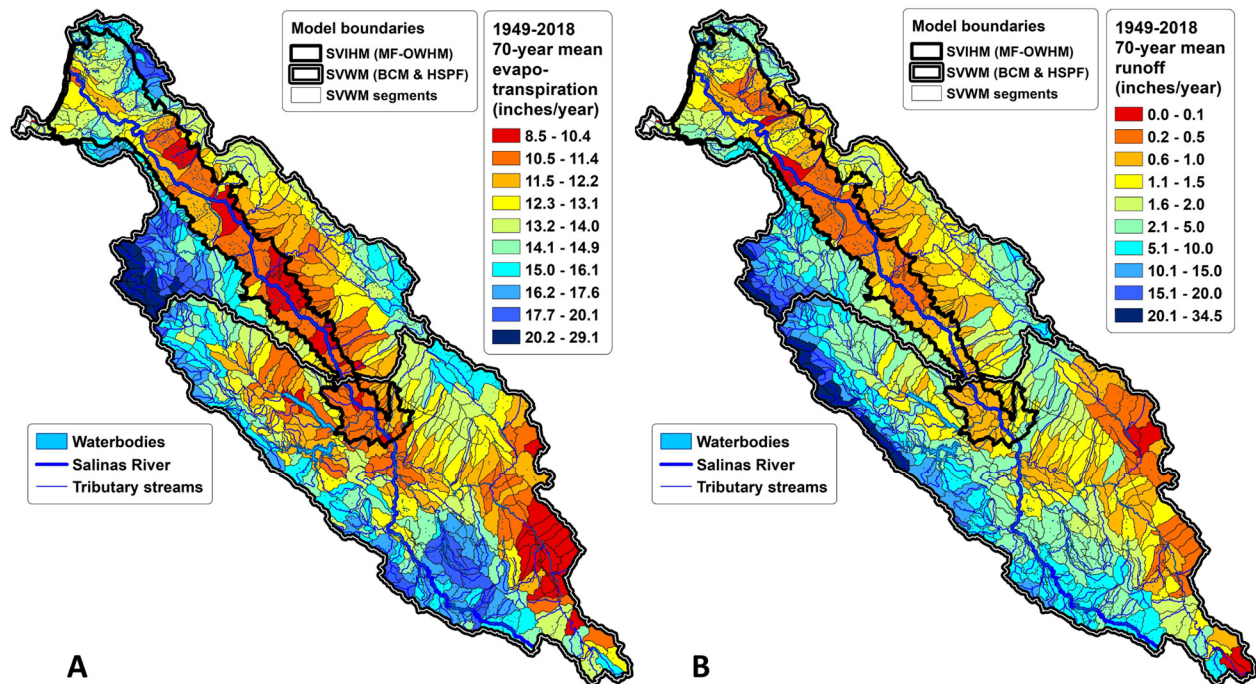 Model boundaries
SVIHM (MF-OWHM)
SVWM (BCM & HSPF)
SVWM segments
1949-2018
70-year mean
evapo-
transpiration
(inches/year)
8.5 - 10.4
10.5 - 11.4
11.5 - 12.2
12.3 - 13.1
13.2 - 14.0
14.1 - 14.9
15.0 - 16.1
16.2 - 17.6
17.7 - 20.1
20.2 - 29.1
Waterbodies
Salinas River
Tributary streams
A
Model boundaries
SVIHM (MF-OWHM)
SVWM (BCM & HSPF)
SVWM segments
1949-2018
70-year mean
runoff
(inches/year)
0.0 - 0.1
0.2 - 0.5
0.6 - 1.0
1.1 - 1.5
1.6 - 2.0
2.1 - 5.0
5.1 - 10.0
10.1 - 15.0
15.1 - 20.0
20.1 - 34.5
Waterbodies
Salinas River
Tributary streams
B